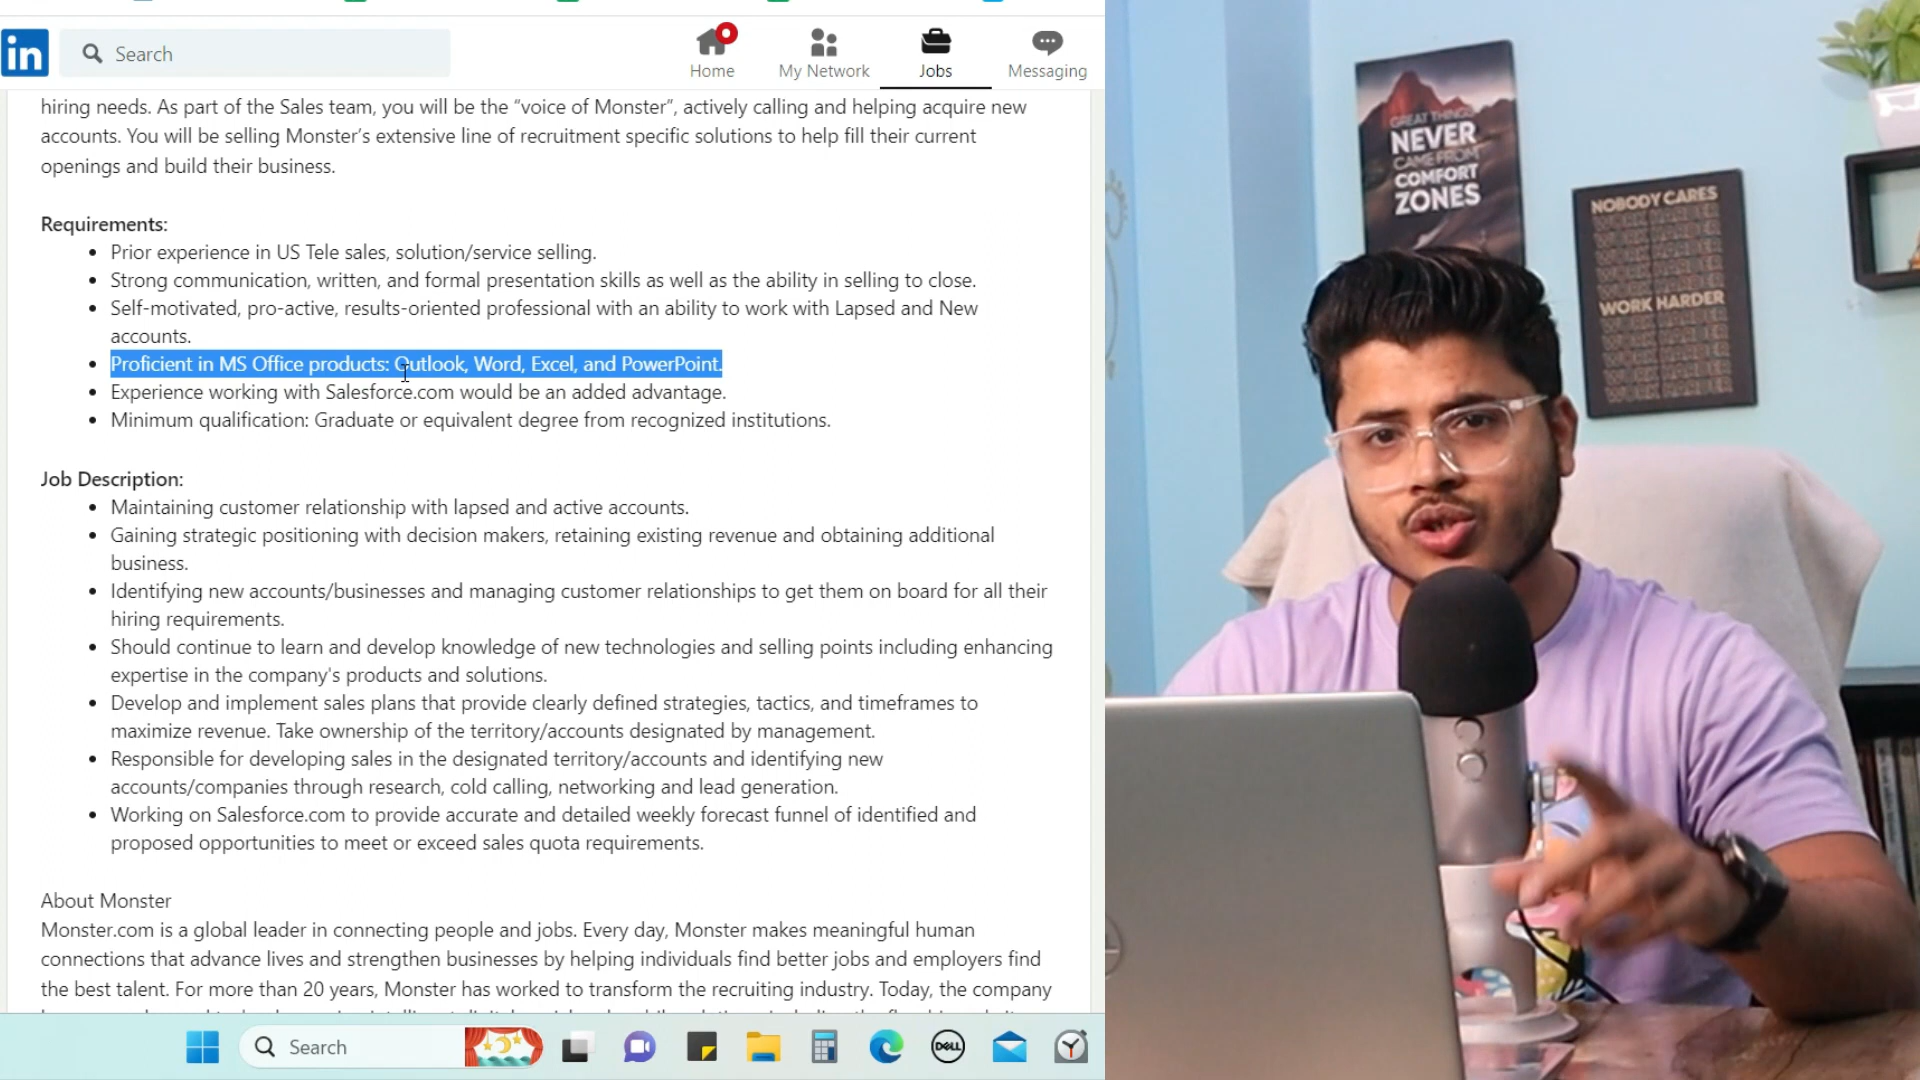 in
Search
Home
My Network
Jobs
Messaging
hiring needs. As part of the Sales team, you will be the “voice of Monster”, actively calling and helping acquire new
accounts. You will be selling Monster’s extensive line of recruitment specific solutions to help fill their current
openings and build their business.
Requirements:
• Prior experience in US Tele sales, solution/service selling.
• Strong communication, written, and formal presentation skills as well as the ability in selling to close.
• Self-motivated, pro-active, results-oriented professional with an ability to work with Lapsed and New
accounts.
• Proficient in MS Office products: Outlook, Word, Excel, and PowerPoint.
• Experience working with Salesforce.com would be an added advantage.
• Minimum qualification: Graduate or equivalent degree from recognized institutions.
Job Description:
• Maintaining customer relationship with lapsed and active accounts.
• Gaining strategic positioning with decision makers, retaining existing revenue and obtaining additional
business.
• Identifying new accounts/businesses and managing customer relationships to get them on board for all their
hiring requirements.
• Should continue to learn and develop knowledge of new technologies and selling points including enhancing
expertise in the company's products and solutions.
• Develop and implement sales plans that provide clearly defined strategies, tactics, and timeframes to
maximize revenue. Take ownership of the territory/accounts designated by management.
• Responsible for developing sales in the designated territory/accounts and identifying new
accounts/companies through research, cold calling, networking and lead generation.
• Working on Salesforce.com to provide accurate and detailed weekly forecast funnel of identified and
proposed opportunities to meet or exceed sales quota requirements.
About Monster
Monster.com is a global leader in connecting people and jobs. Every day, Monster makes meaningful human
connections that advance lives and strengthen businesses by helping individuals find better jobs and employers find
the best talent. For more than 20 years, Monster has worked to transform the recruiting industry. Today, the company
Search
DELL
GREAT THINGS
NEVER
CAME FROM
COMFORT
ZONES
NOBODY CARES
WORK HARDER
WORK HARDER
WORK HARDER
WORK HARDER
WORK HARDER